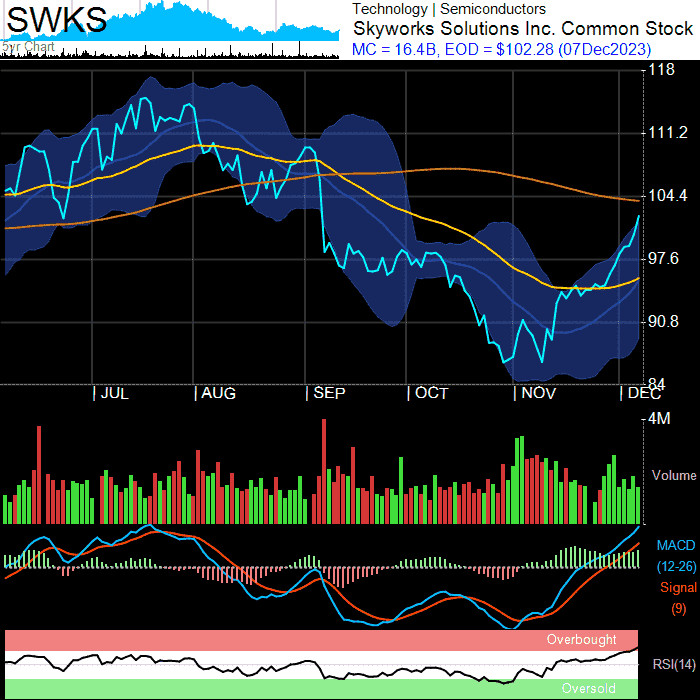 SWKS
5yr Chart
Technology | Semiconductors
Skyworks Solutions Inc. Common Stock
MC = 16.4B, EOD = $102.28 (07Dec2023)
118
111.2
104.4
97.6
90.8
84
JUL AUG SEP OCT NOV DEC
4M
Volume
MACD
(12-26)
Signal
(9)
Overbought
RSI(14)
Oversold